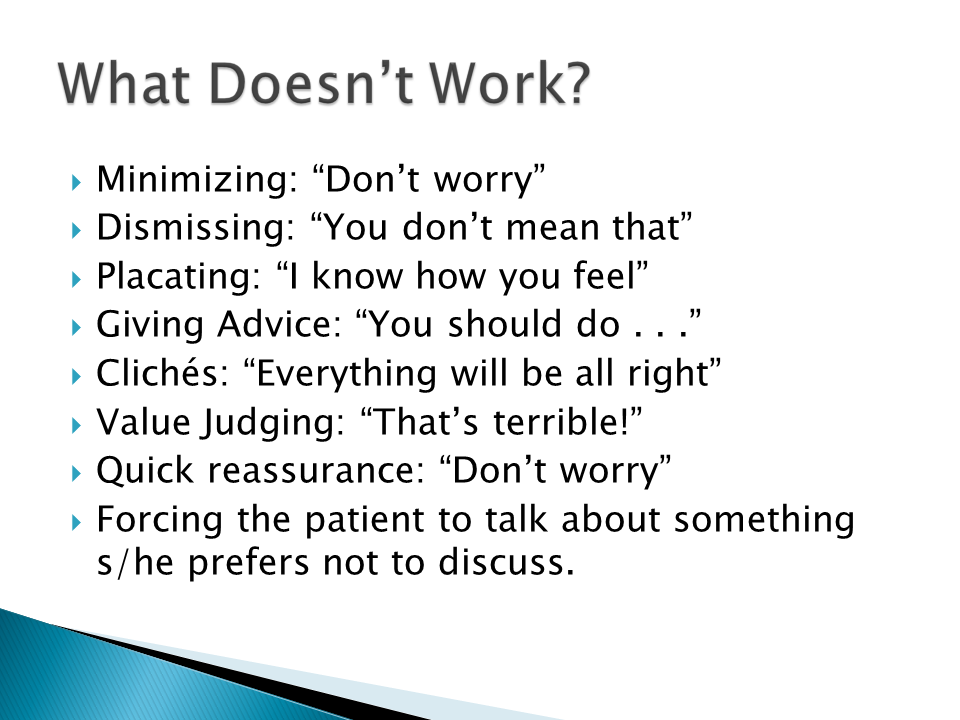 What Doesn’t Work?
Minimizing: “Don’t worry”
Dismissing: “You don’t mean that”
Placating: “I know how you feel”
Giving Advice: “You should do . . .”
Clichés: “Everything will be all right”
Value Judging: “That’s terrible!”
Quick reassurance: “Don’t worry”
Forcing the patient to talk about something
s/he prefers not to discuss.